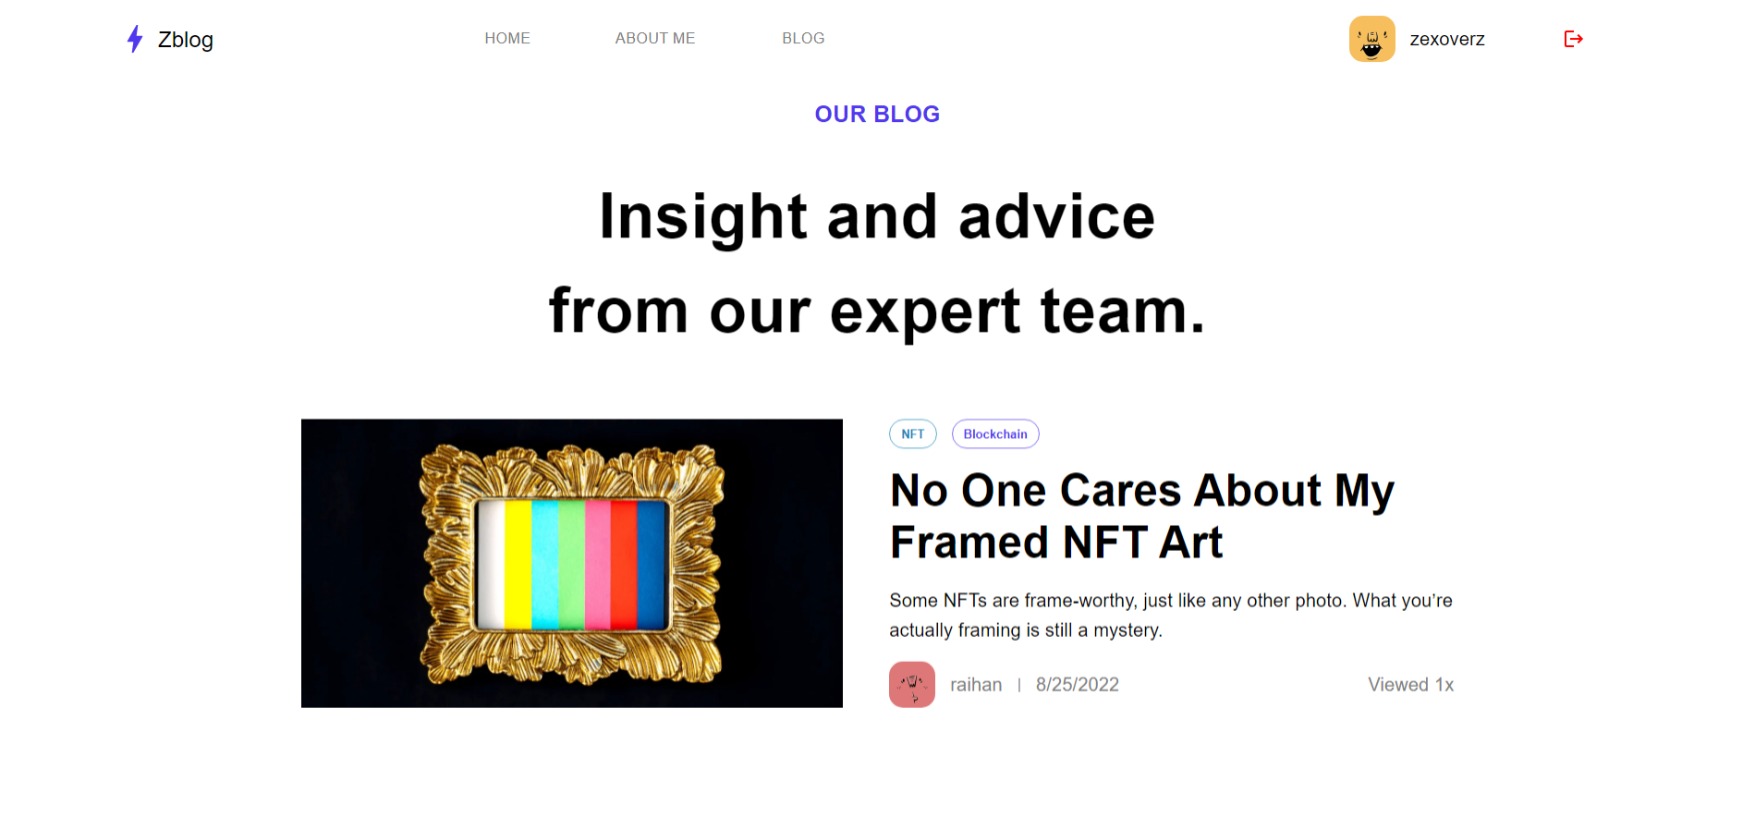 Zblog
HOME
ABOUT ME
BLOG
zexoverz
OUR BLOG
Insight and advice
from our expert team.
NFT
Blockchain
No One Cares About My
Framed NFT Art
Some NFTs are frame-worthy, just like any other photo. What you're
actually framing is still a mystery.
raihan | 8/25/2022
Viewed 1x